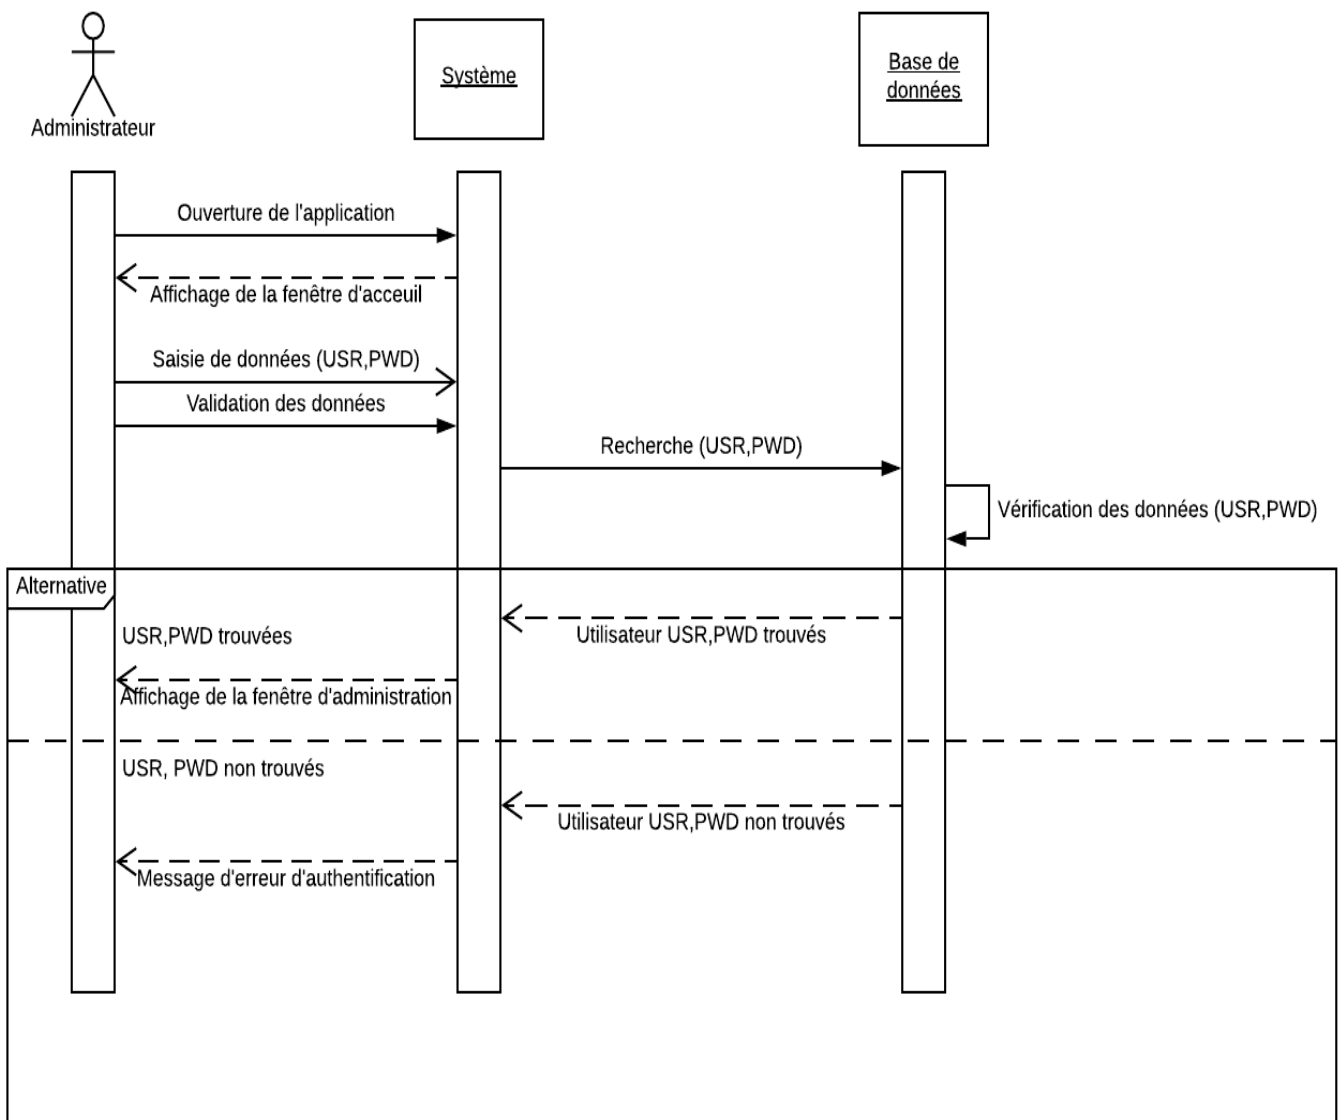 Administrateur
Système
Base de
données
Ouverture de l'application
Affichage de la fenêtre d'acceuil
Saisie de données (USR,PWD)
Validation des données
Recherche (USR,PWD)
Vérification des données (USR,PWD)
Alternative
Utilisateur USR,PWD trouvés
USR,PWD trouvées
Affichage de la fenêtre d'administration
USR, PWD non trouvés
Utilisateur USR,PWD non trouvés
Message d'erreur d'authentification